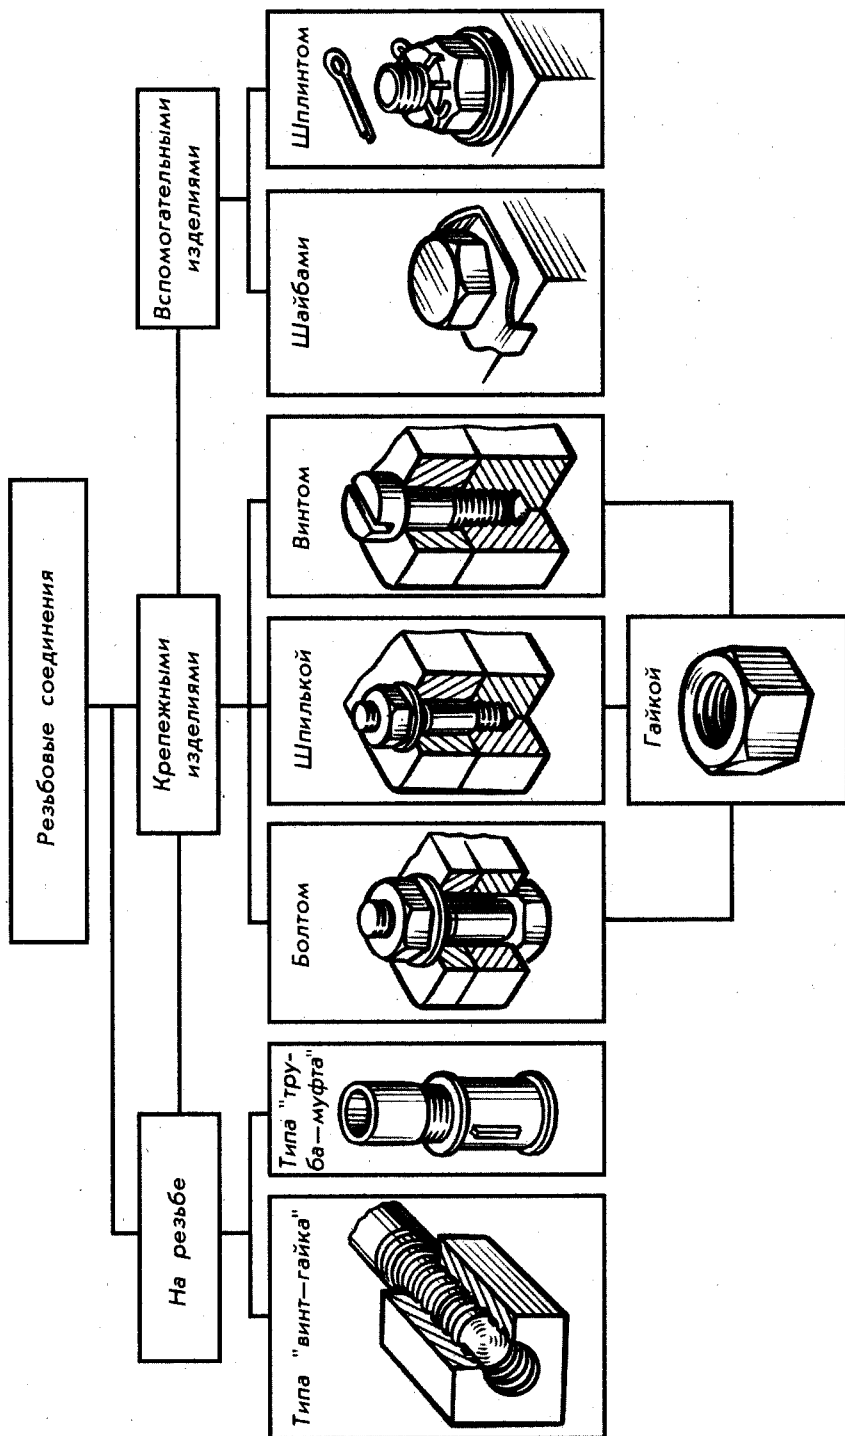 Резьбовые соединения
На резьбе
Крепежными
изделиями
Вспомогательными
изделиями
Типа "винт—гайка"
Типа "тру-
ба—муфта"
Болтом
Шпилькой
Винтом
Шайбами
Шплинтом
Гайкой